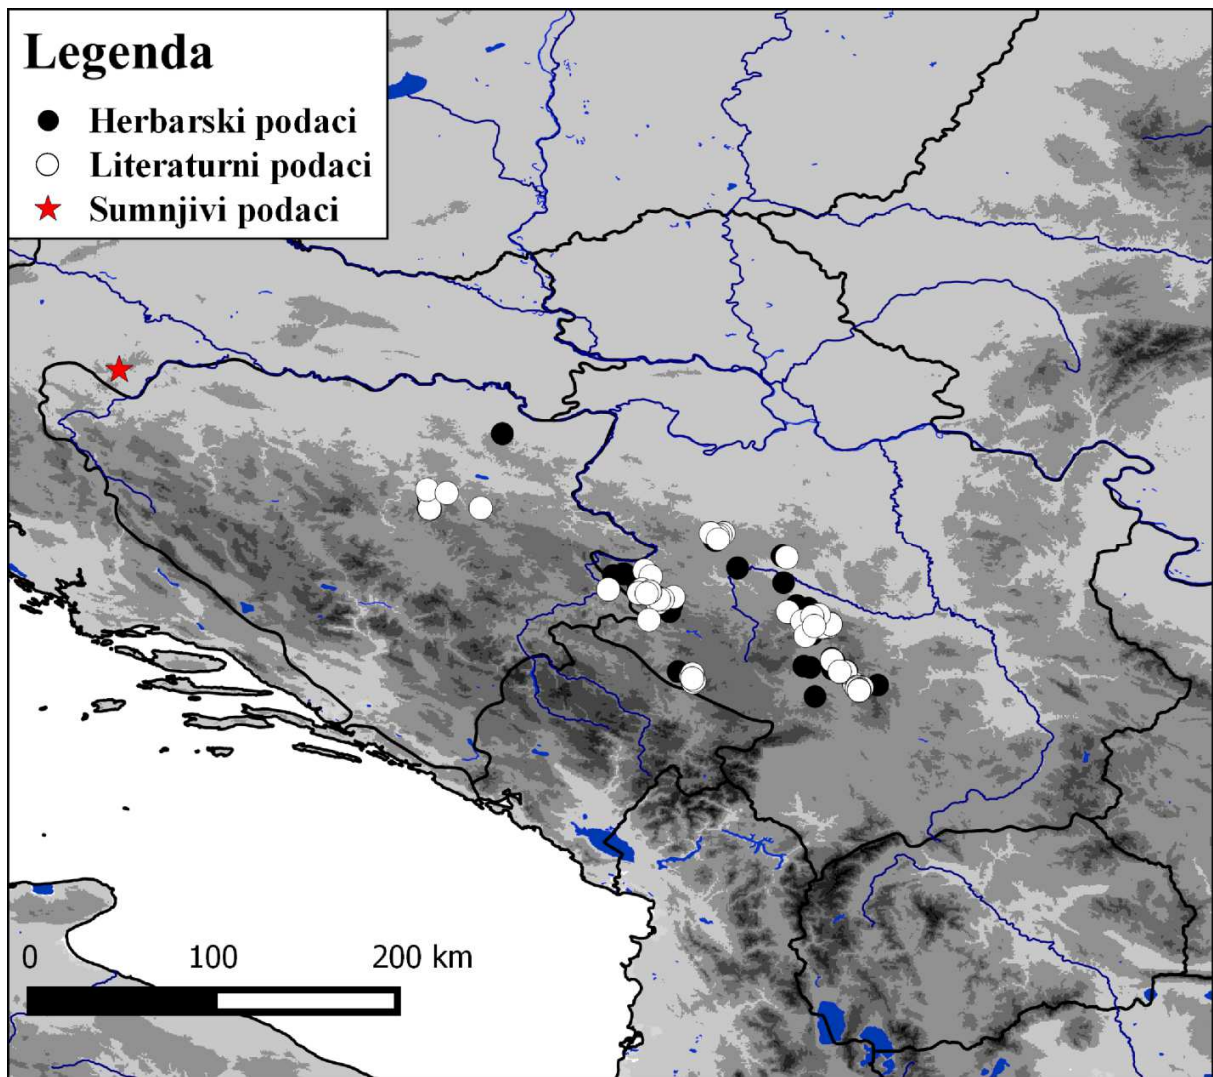 Legenda
Herbarski podaci
Literaturni podaci
Sumnjivi podaci
0 100 200 km